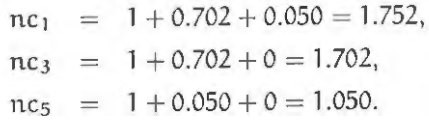 nc₁ = 1 + 0.702 + 0.050 = 1.752,
nc₃ = 1 + 0.702 + 0 = 1.702,
nc₅ = 1 + 0.050 + 0 = 1.050.